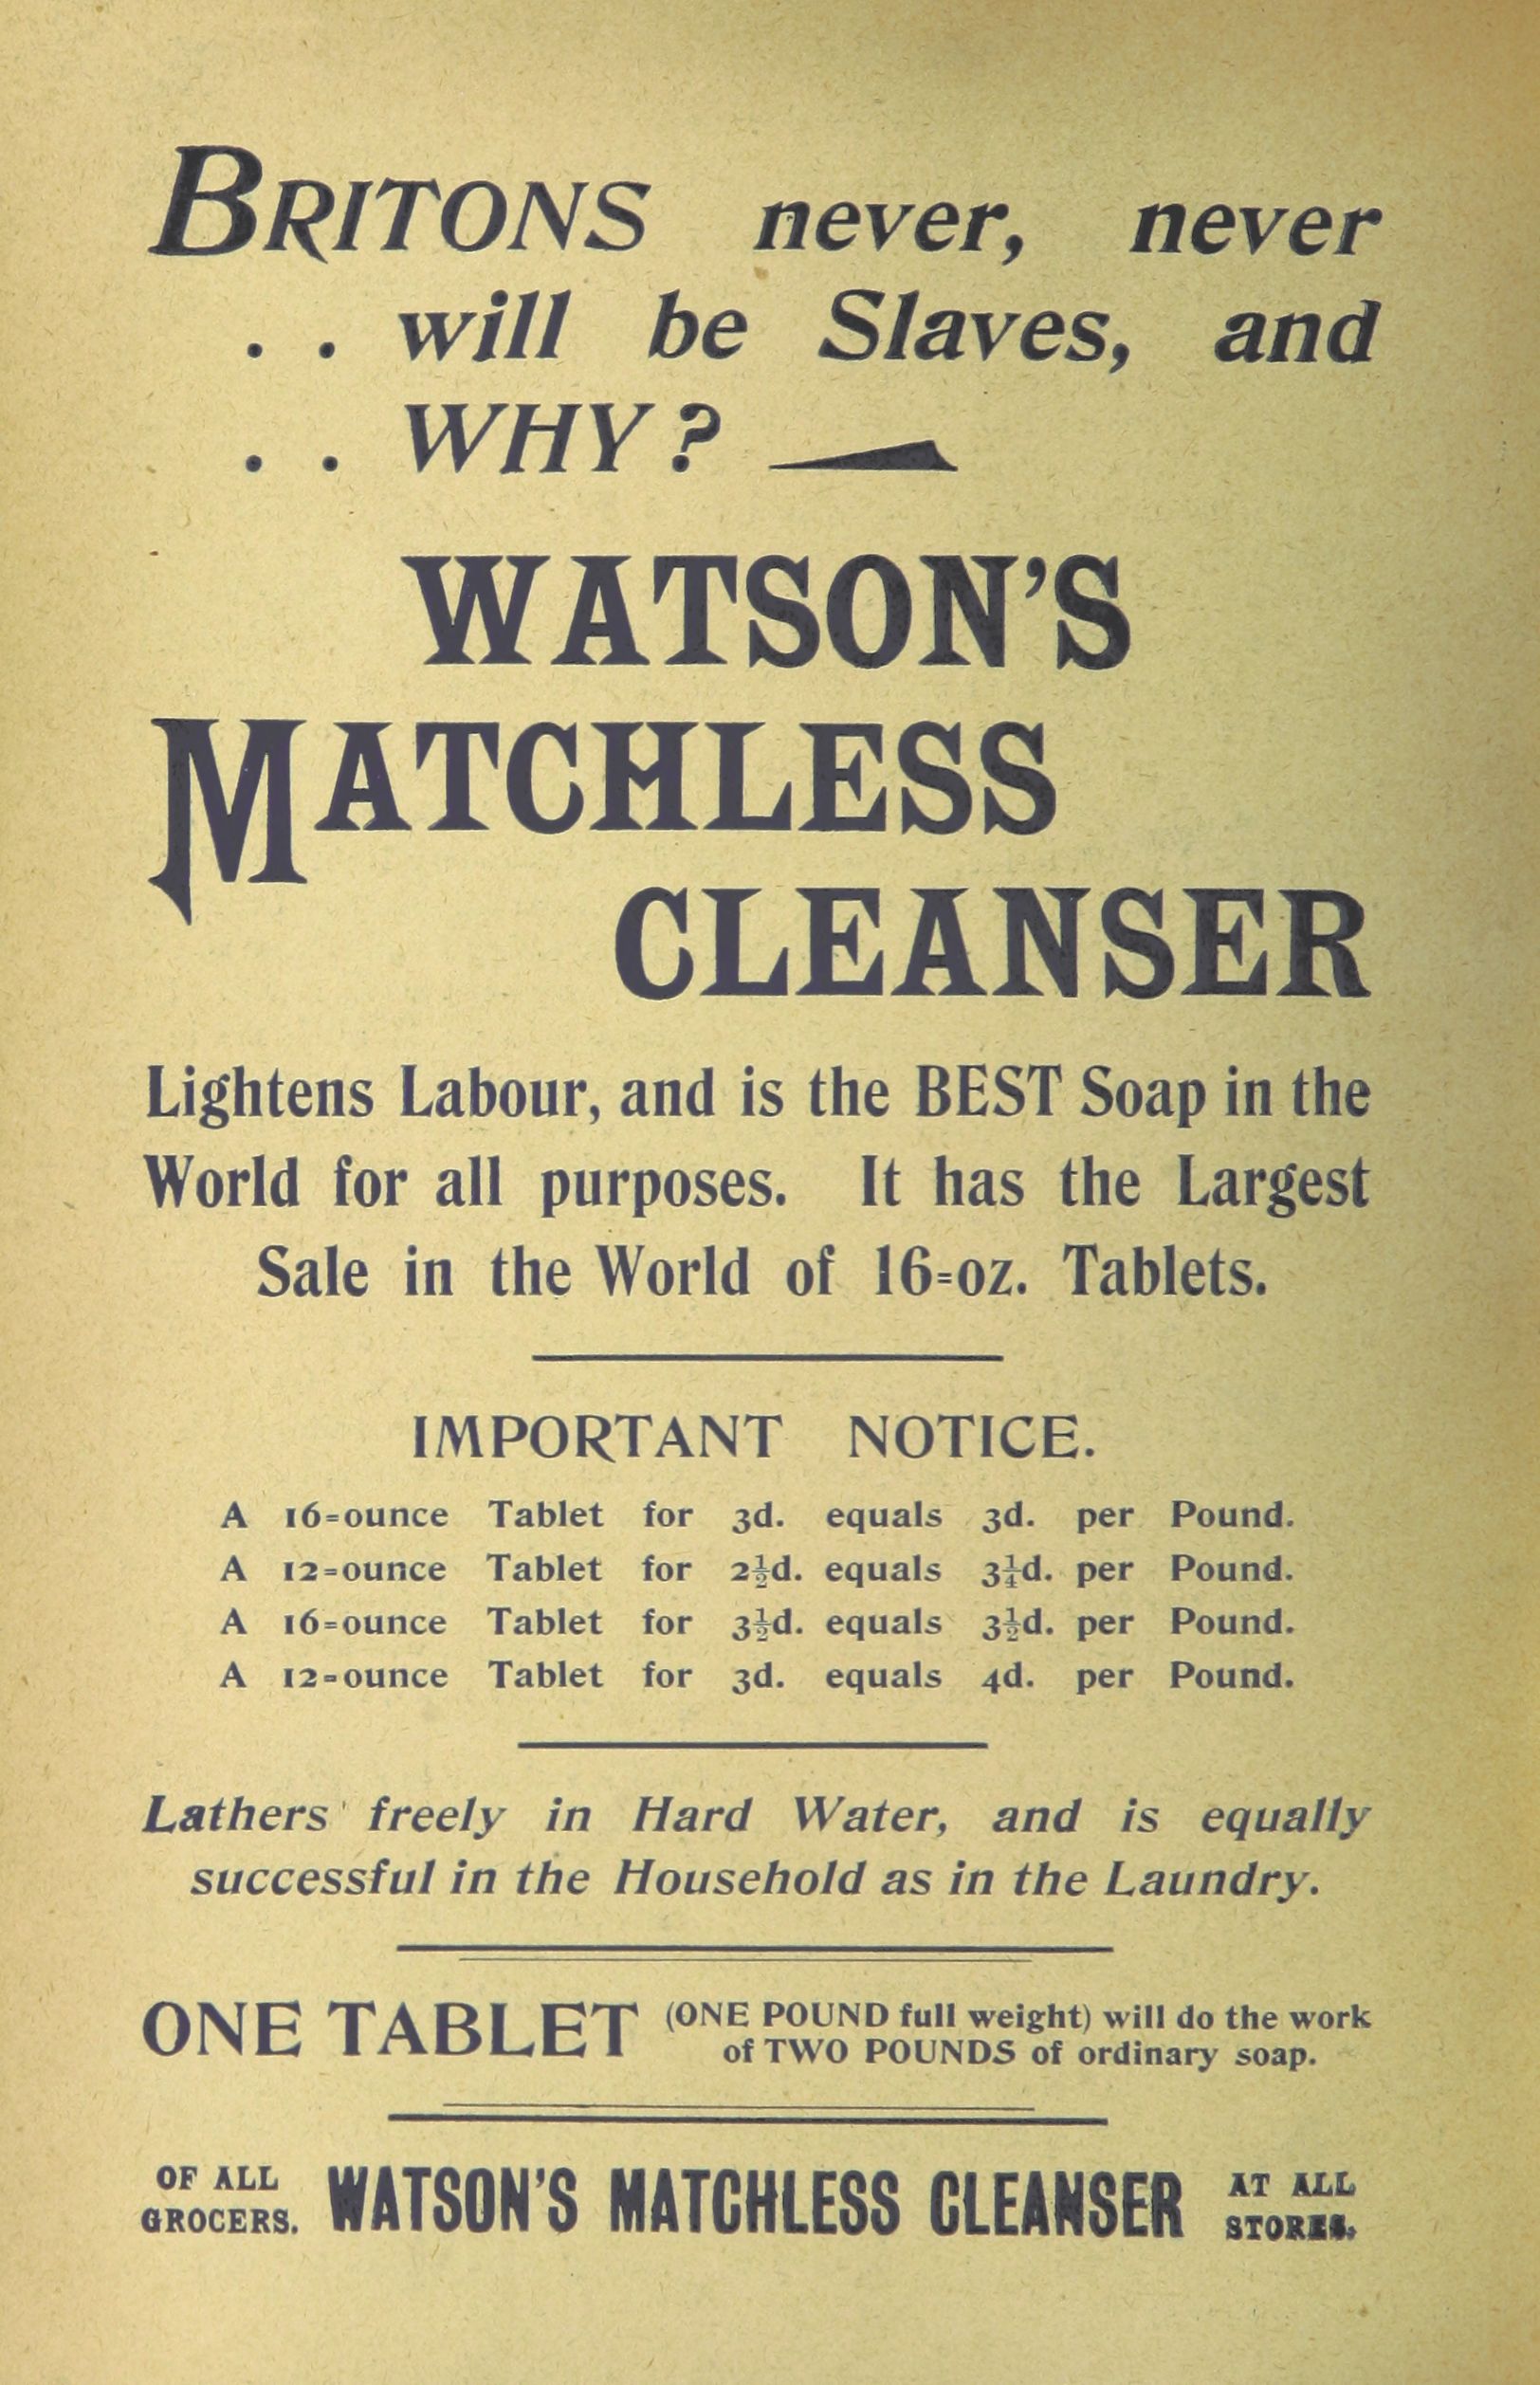 BRITONS never, never
. . will be Slaves, and
. . WHY?
WATSON'S
MATCHLESS
CLEANSER
Lightens Labour, and is the BEST Soap in the
World for all purposes. It has the Largest
Sale in the World of 16=oz. Tablets.
IMPORTANT NOTICE.
A 16=ounce Tablet for 3d. equals 3d. per Pound.
A 12=ounce Tablet for 2½d. equals 3¼d. per Pound.
A 16=ounce Tablet for 3½d. equals 3½d. per Pound.
A 12=ounce Tablet for 3d. equals 4d. per Pound.
Lathers freely in Hard Water, and is equally
successful in the Household as in the Laundry.
ONE TABLET (ONE POUND full weight) will do the work
of TWO POUNDS of ordinary soap.
OF ALL
GROCERS.
WATSON'S MATCHLESS CLEANSER
AT ALL
STORES.